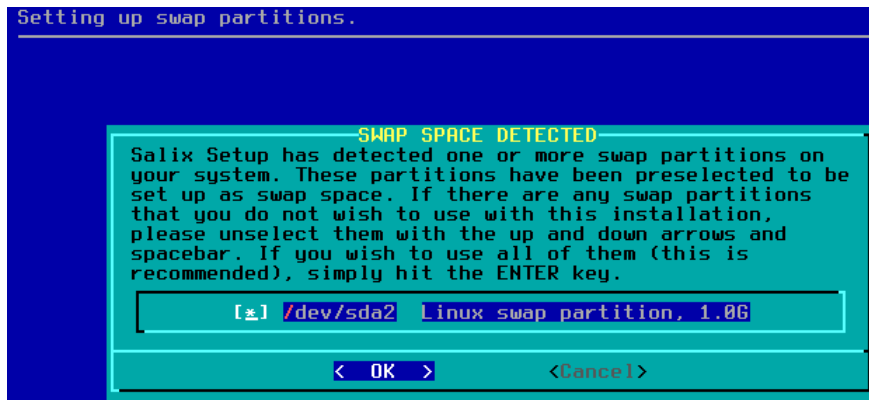 Setting up swap partitions.
SWAP SPACE DETECTED
Salix Setup has detected one or more swap partitions on
your system. These partitions have been preselected to be
set up as swap space. If there are any swap partitions
that you do not wish to use with this installation,
please unselect them with the up and down arrows and
spacebar. If you wish to use all of them (this is
recommended), simply hit the ENTER key.
[*] /dev/sda2 Linux swap partition, 1.0G
< OK > <Cancel>